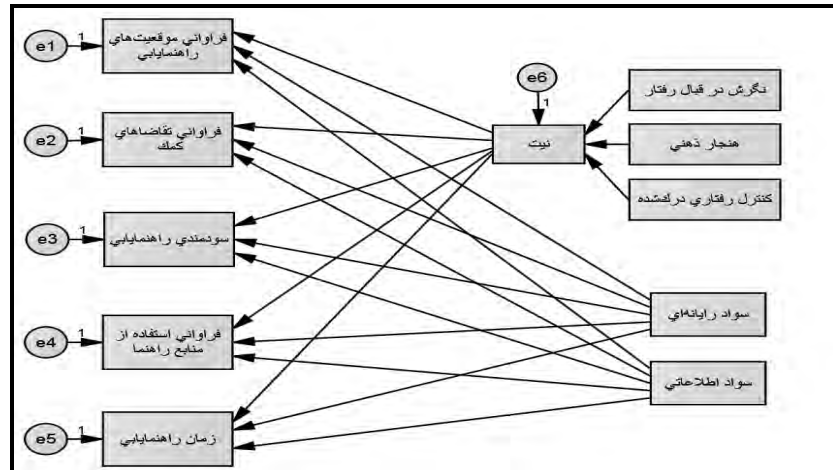 e1
1
فراواني موقعيت‌هاي
راهنمايابي
e2
1
فراواني تقاضاهاي
كمك
e3
1
سودمندي راهنمايابي
e4
1
فراواني استفاده از
منابع راهنما
e5
1
زمان راهنمايابي
e6
1
نيت
نگرش در قبال رفتار
هنجار ذهني
كنترل رفتاري درك‌شده
سواد رايانه‌اي
سواد اطلاعاتي